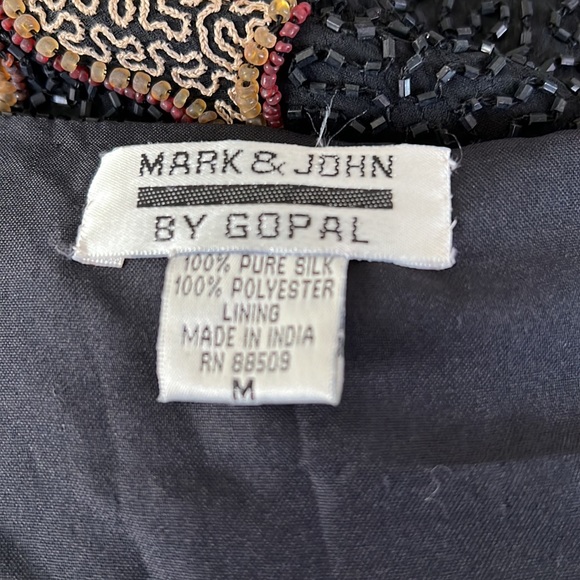 MARK & JOHN
BY GOPAL
100% PURE SILK
100% POLYESTER
LINING
MADE IN INDIA
RN 88509
M